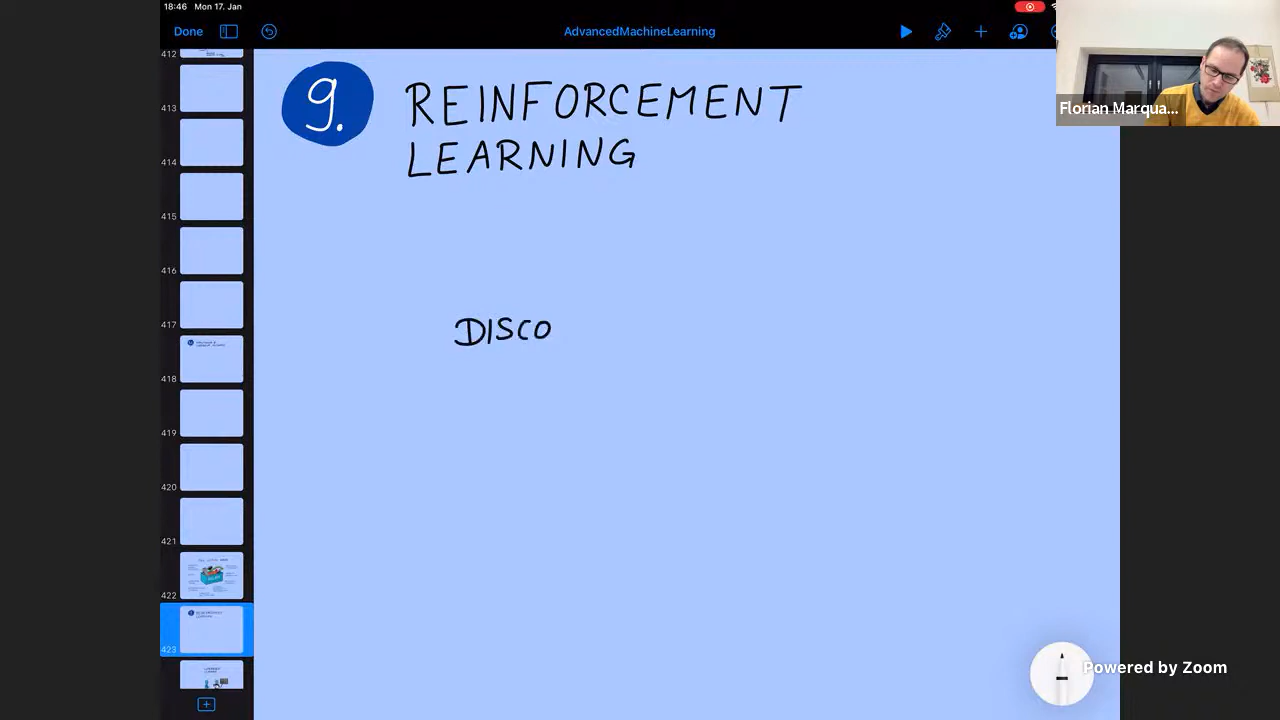 18:46 Mon 17. Jan
Done
AdvancedMachineLearning
Florian Marqua...
412
413
414
415
416
417
418
419
420
421
422
423
9. REINFORCEMENT
LEARNING
DISCO
Powered by Zoom